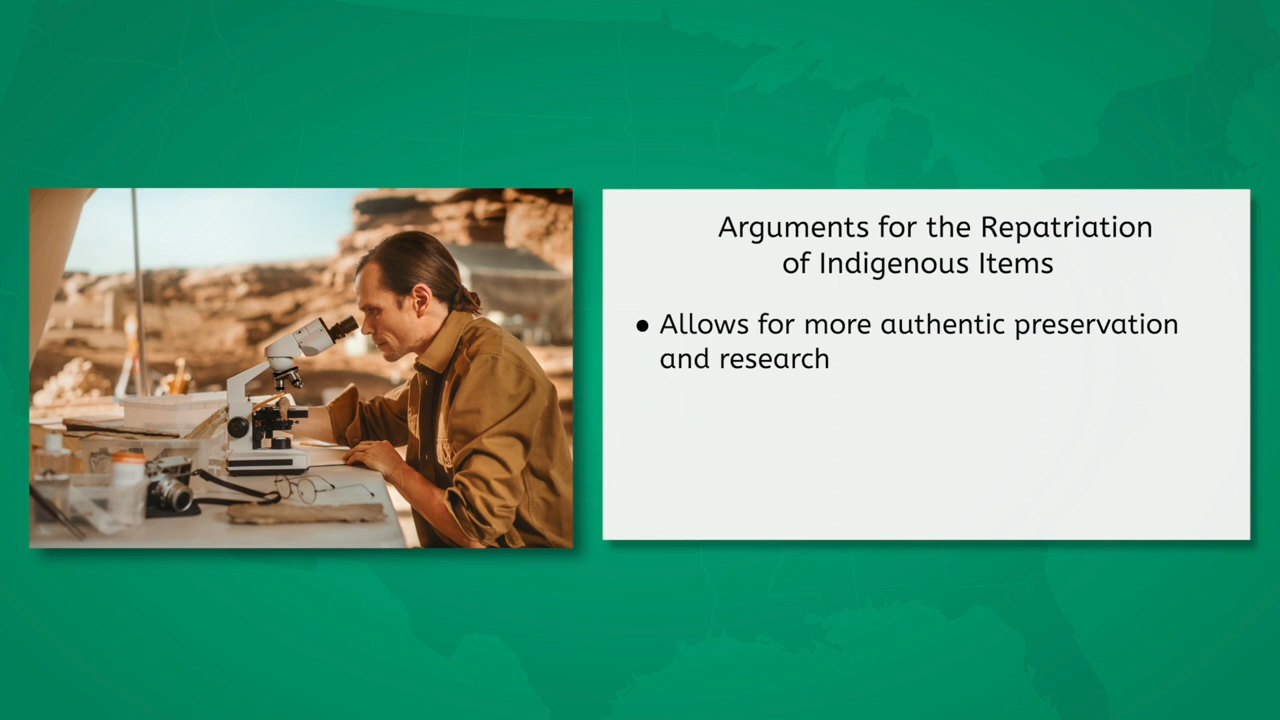 Arguments for the Repatriation
of Indigenous Items
● Allows for more authentic preservation
and research